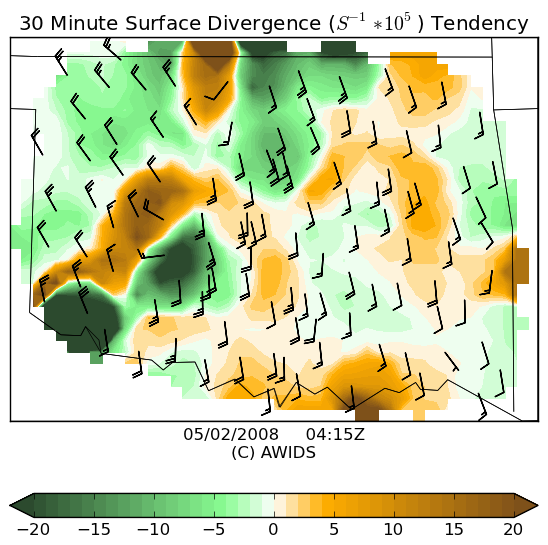 30 Minute Surface Divergence (S⁻¹ *10⁵ ) Tendency
05/02/2008 04:15Z
(C) AWIDS
−20 −15 −10 −5 0 5 10 15 20